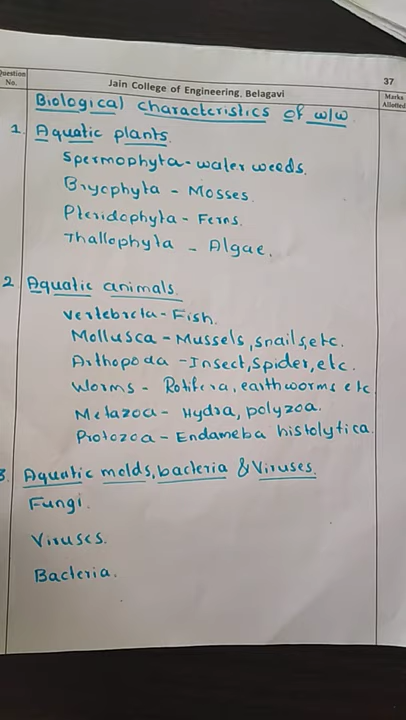 Question No.
Jain College of Engineering, Belagavi
37
Marks Allotted
Biological characteristics of w/w
1. Aquatic plants.
Spermophyta - water weeds.
Bryophyta - Mosses.
Pteridophyta - Ferns.
Thallophyta - Algae.
2 Aquatic animals.
Vertebrata - Fish.
Mollusca - Mussels, snails, etc.
Arthopoda - Insect, Spider, etc.
Worms - Rotifera, earthworms etc
Metazoa - Hydra, polyzoa.
Protozoa - Endameba histolytica.
3. Aquatic molds, bacteria & Viruses.
Fungi.
Viruses.
Bacteria.